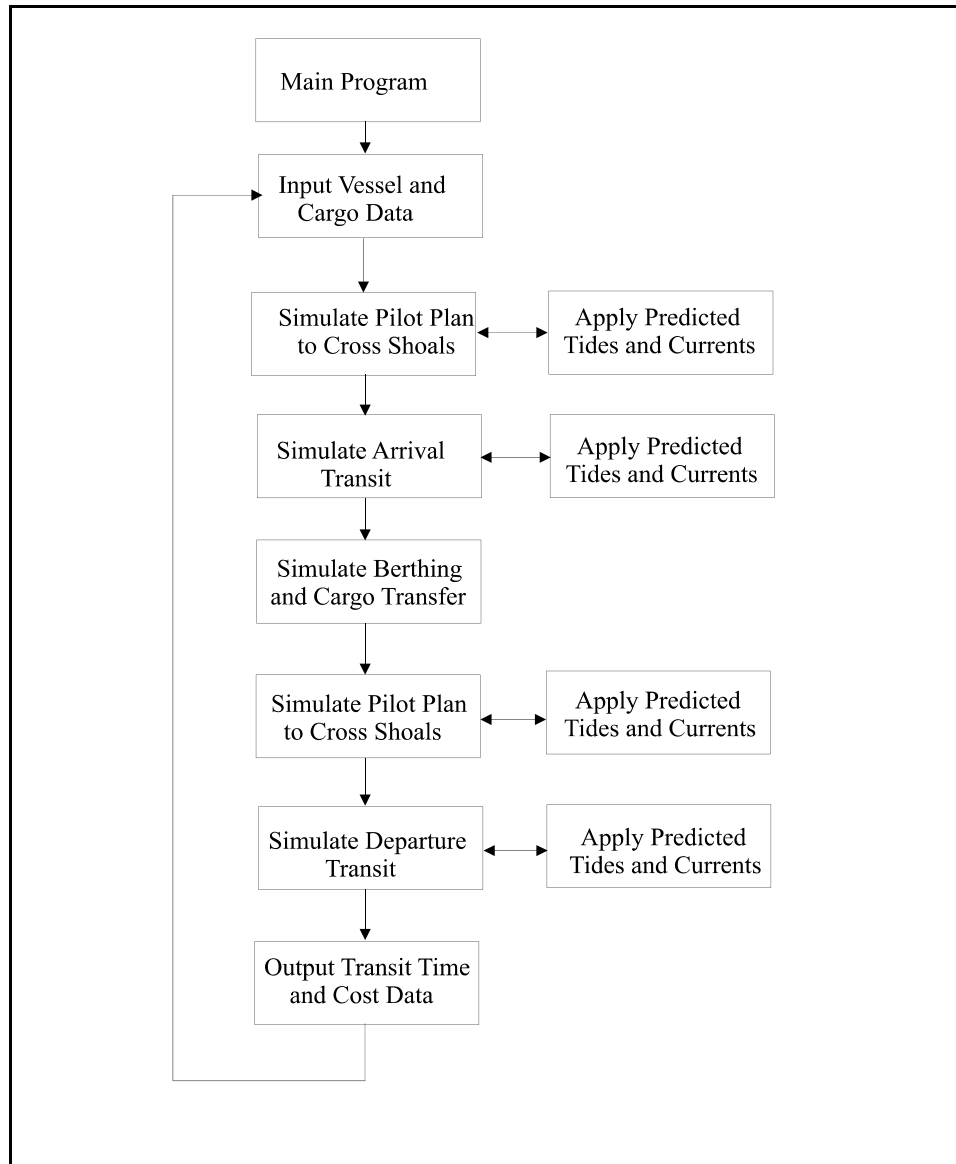 Main Program
Input Vessel and
Cargo Data
Simulate Pilot Plan
to Cross Shoals
Apply Predicted
Tides and Currents
Simulate Arrival
Transit
Apply Predicted
Tides and Currents
Simulate Berthing
and Cargo Transfer
Simulate Pilot Plan
to Cross Shoals
Apply Predicted
Tides and Currents
Simulate Departure
Transit
Apply Predicted
Tides and Currents
Output Transit Time
and Cost Data